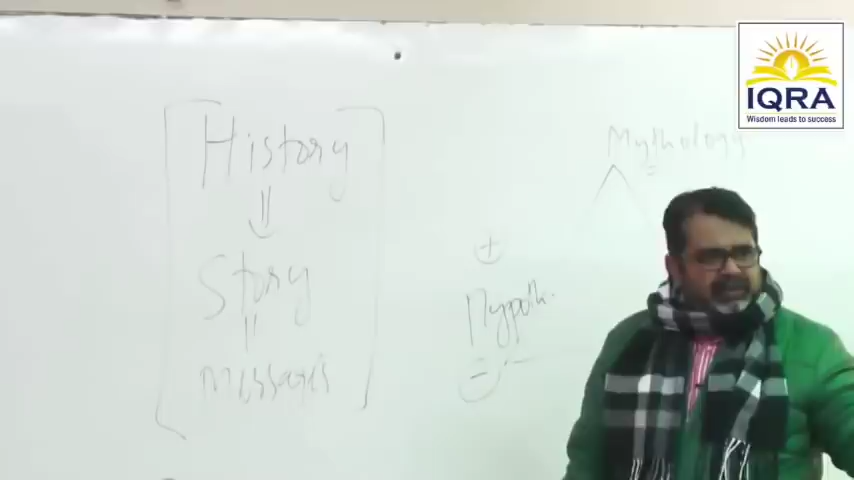 History
Story
messages
+
Hypoth.
Mythology
IQRA
Wisdom leads to success